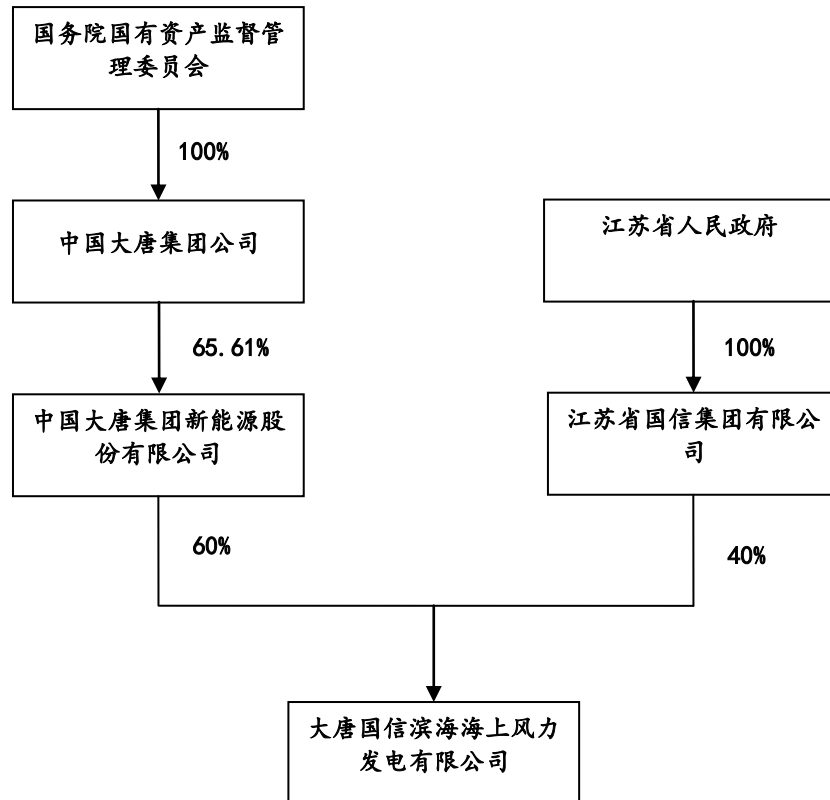 国务院国有资产监督管
理委员会
100%
中国大唐集团公司
江苏省人民政府
65.61%
100%
中国大唐集团新能源股
份有限公司
江苏省国信集团有限公
司
60%
40%
大唐国信滨海海上风力
发电有限公司